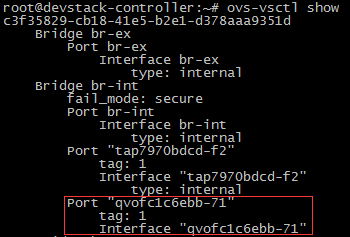 root@devstack-controller:~# ovs-vsctl show
c3f35829-cb18-41e5-b2e1-d378aaa9351d
    Bridge br-ex
        Port br-ex
            Interface br-ex
                type: internal
    Bridge br-int
        fail_mode: secure
        Port br-int
            Interface br-int
                type: internal
        Port "tap7970bdcd-f2"
            tag: 1
            Interface "tap7970bdcd-f2"
                type: internal
        Port "qvofc1c6ebb-71"
            tag: 1
            Interface "qvofc1c6ebb-71"